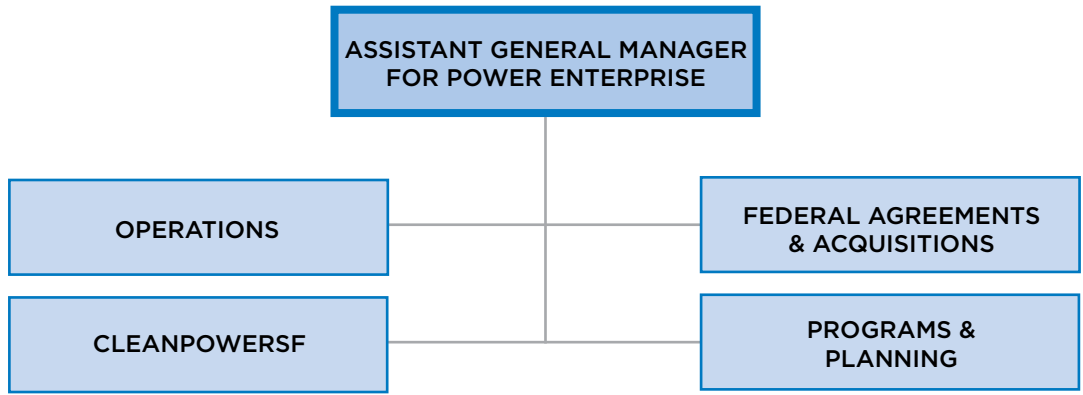 ASSISTANT GENERAL MANAGER
FOR POWER ENTERPRISE
OPERATIONS
FEDERAL AGREEMENTS
& ACQUISITIONS
CLEANPOWERSF
PROGRAMS &
PLANNING